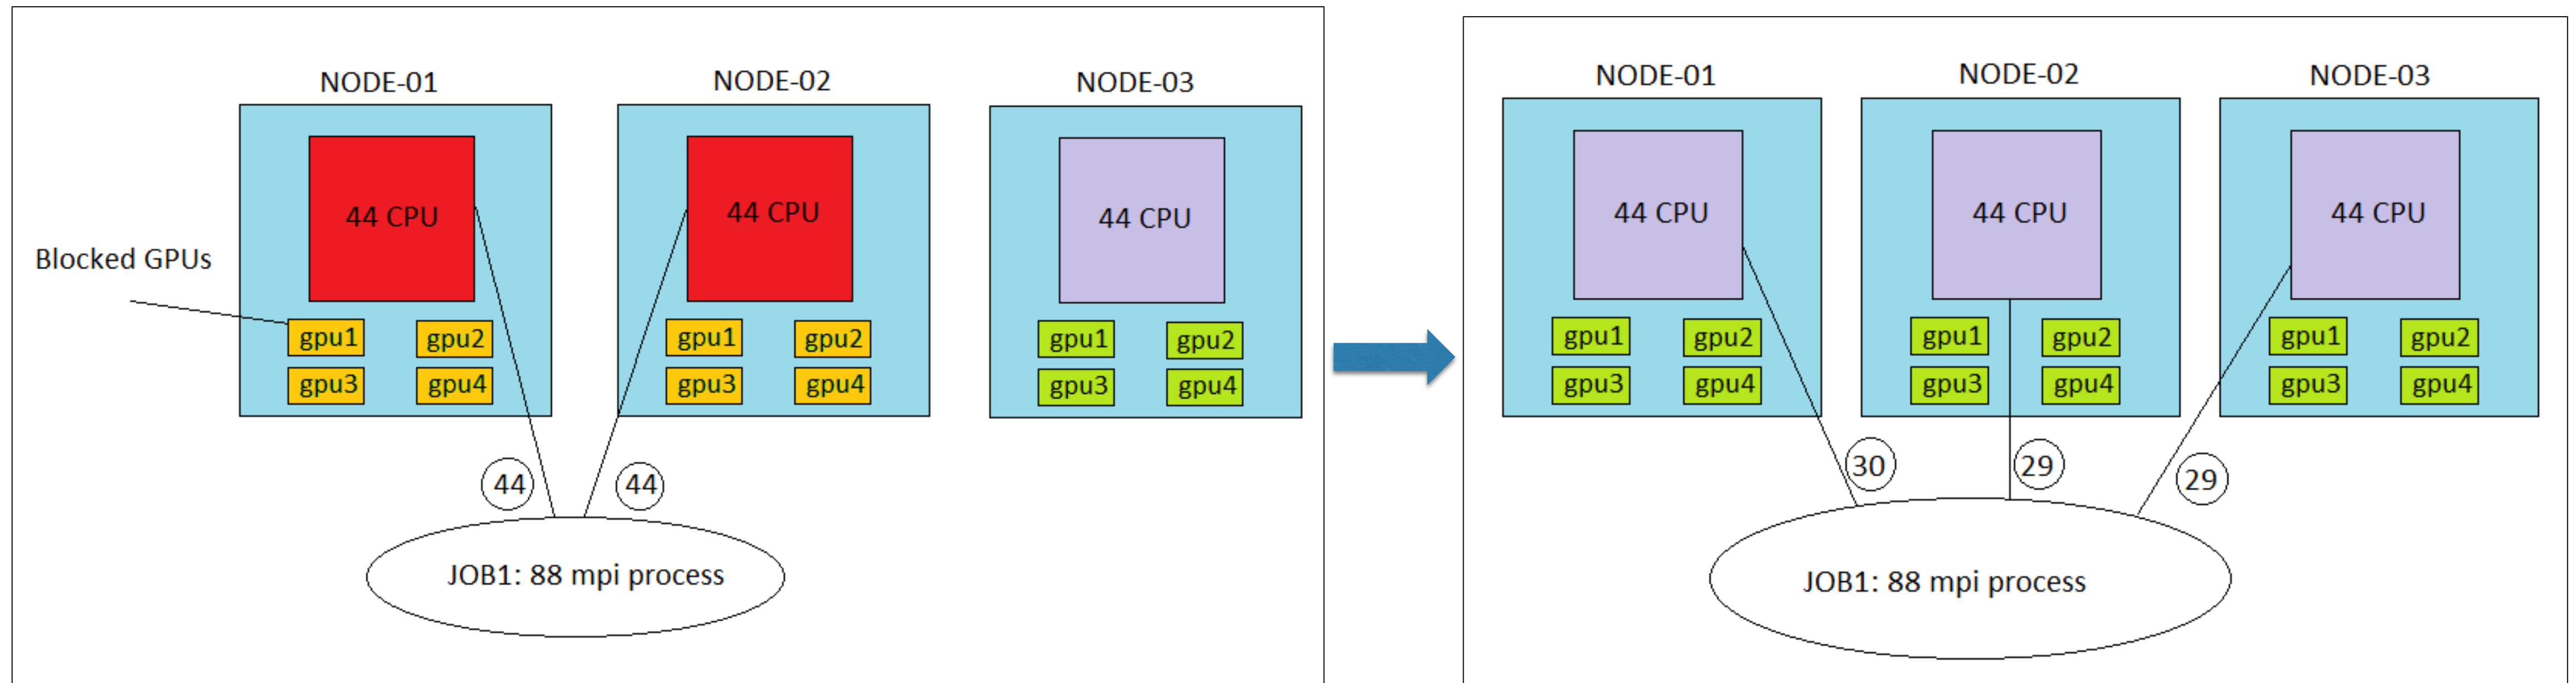 NODE-01
NODE-02
NODE-03
44 CPU
44 CPU
44 CPU
Blocked GPUs
gpu1
gpu2
gpu1
gpu2
gpu1
gpu2
gpu3
gpu4
gpu3
gpu4
gpu3
gpu4
44
44
JOB1: 88 mpi process
NODE-01
NODE-02
NODE-03
44 CPU
44 CPU
44 CPU
gpu1
gpu2
gpu1
gpu2
gpu1
gpu2
gpu3
gpu4
gpu3
gpu4
gpu3
gpu4
30
29
29
JOB1: 88 mpi process